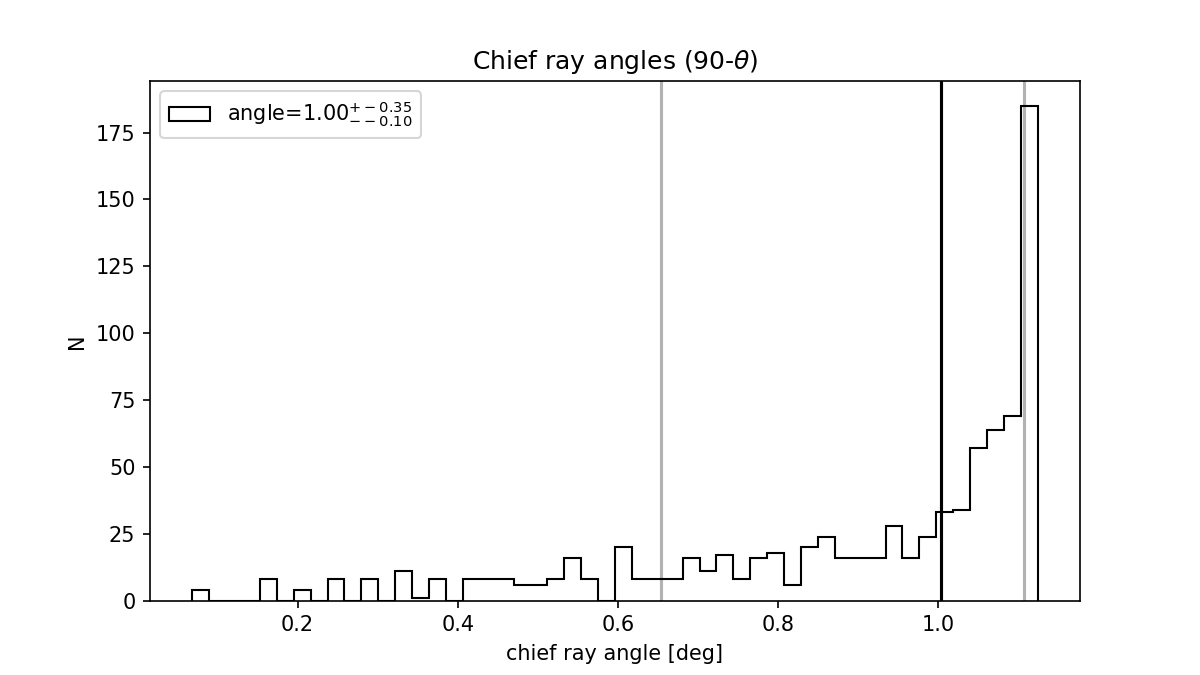 Chief ray angles (90-θ)
angle=1.00^{+-0.35}_{--0.10}
N
175
150
125
100
75
50
25
0
0.2 0.4 0.6 0.8 1.0
chief ray angle [deg]